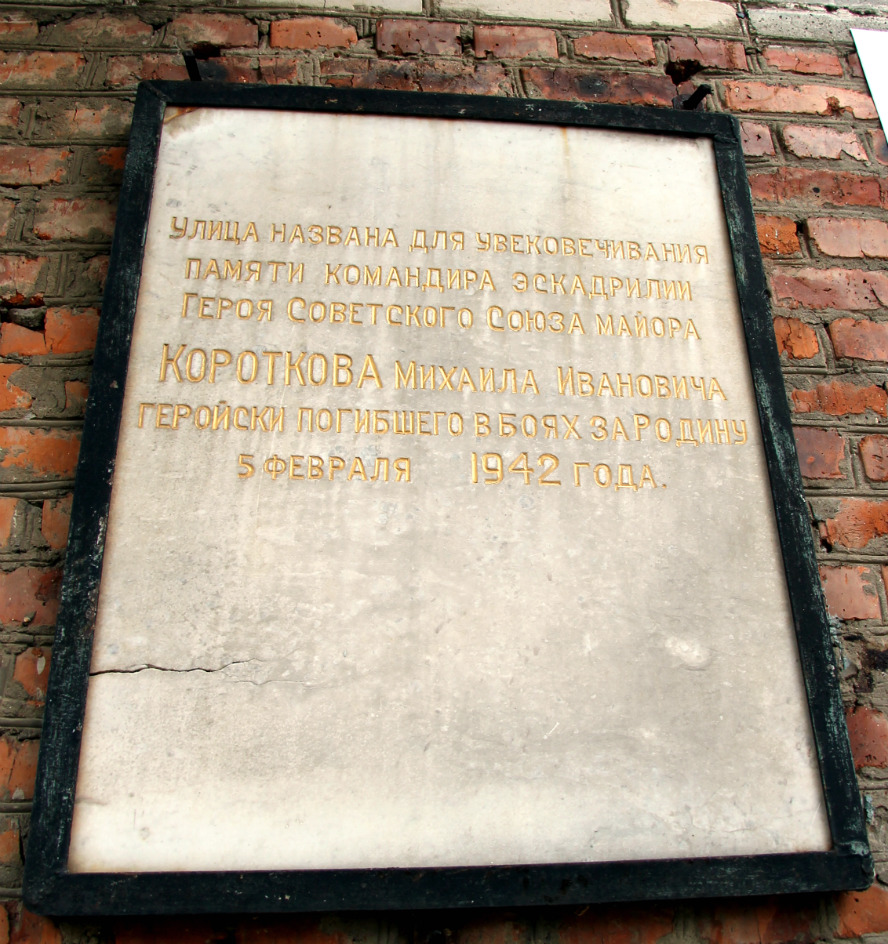 УЛИЦА НАЗВАНА ДЛЯ УВЕКОВЕЧИВАНИЯ
ПАМЯТИ КОМАНДИРА ЭСКАДРИЛИИ
ГЕРОЯ СОВЕТСКОГО СОЮЗА МАЙОРА
КОРОТКОВА МИХАИЛА ИВАНОВИЧА
ГЕРОЙСКИ ПОГИБШЕГО В БОЯХ ЗА РОДИНУ
5 ФЕВРАЛЯ 1942 ГОДА.